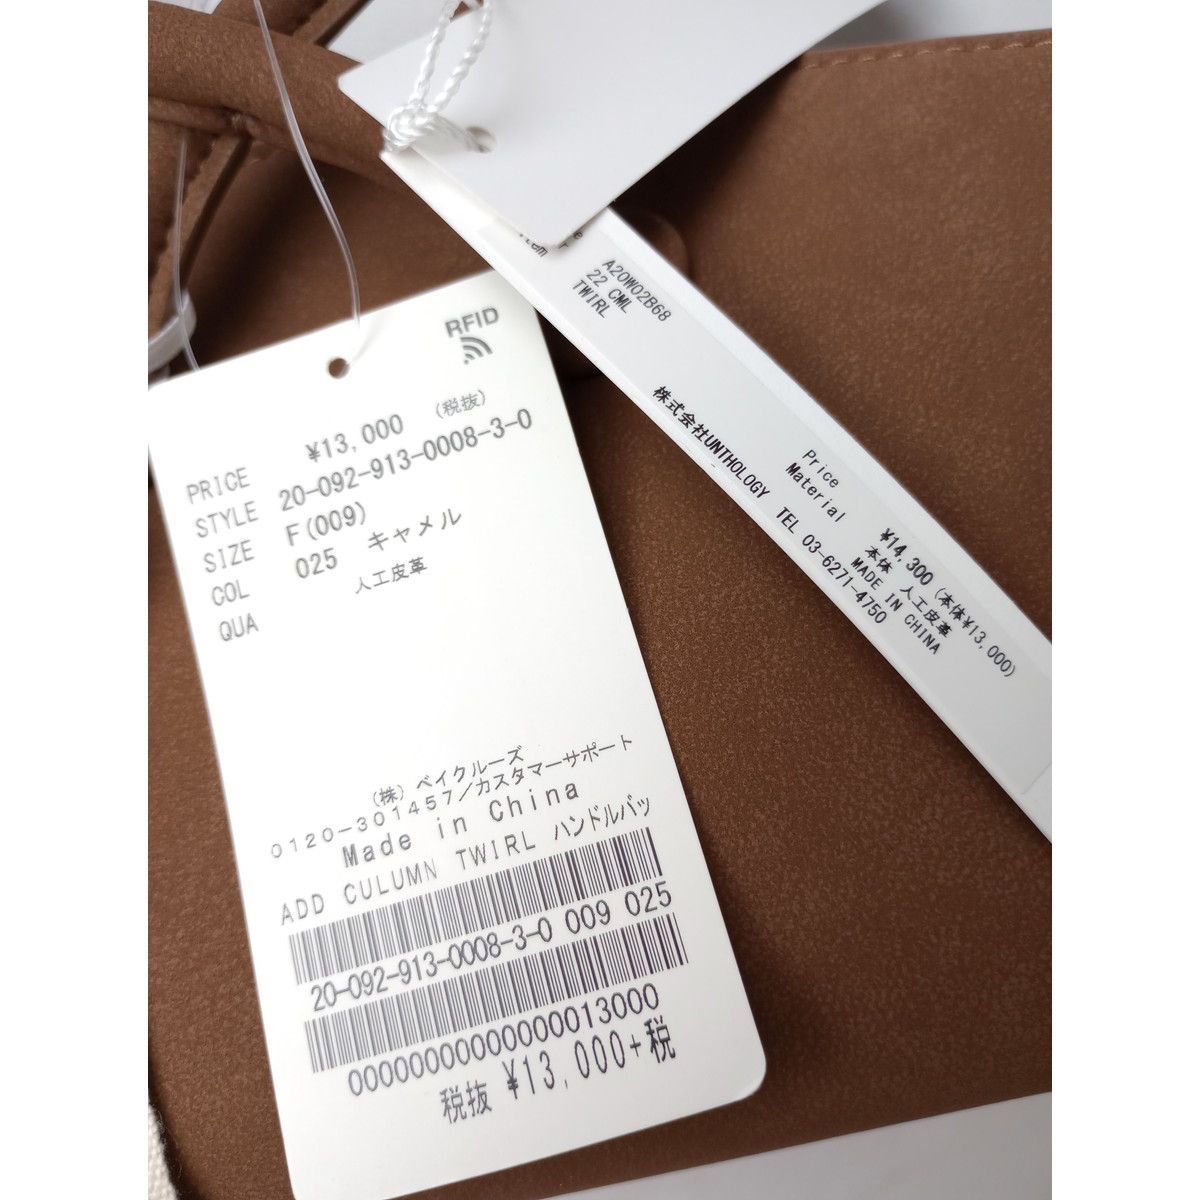 RFID
PRICE ¥13,000 (税抜)
STYLE 20-092-913-0008-3-0
SIZE F(009)
COL 025 キャメル
QUA 人工皮革
(株) ベイクルーズ
0120-301457/カスタマーサポート
Made in China
ADD CULUMN TWIRL ハンドルバッ
20-092-913-0008-3-0 009 025
00000000000000013000
税抜 ¥13,000+税
A20W02B68
22 CML
TWIRL
Price ¥14,300 (本体¥13,000)
Material 本体 人工皮革
MADE IN CHINA
株式会社UNTHOLOGY TEL 03-6271-4750